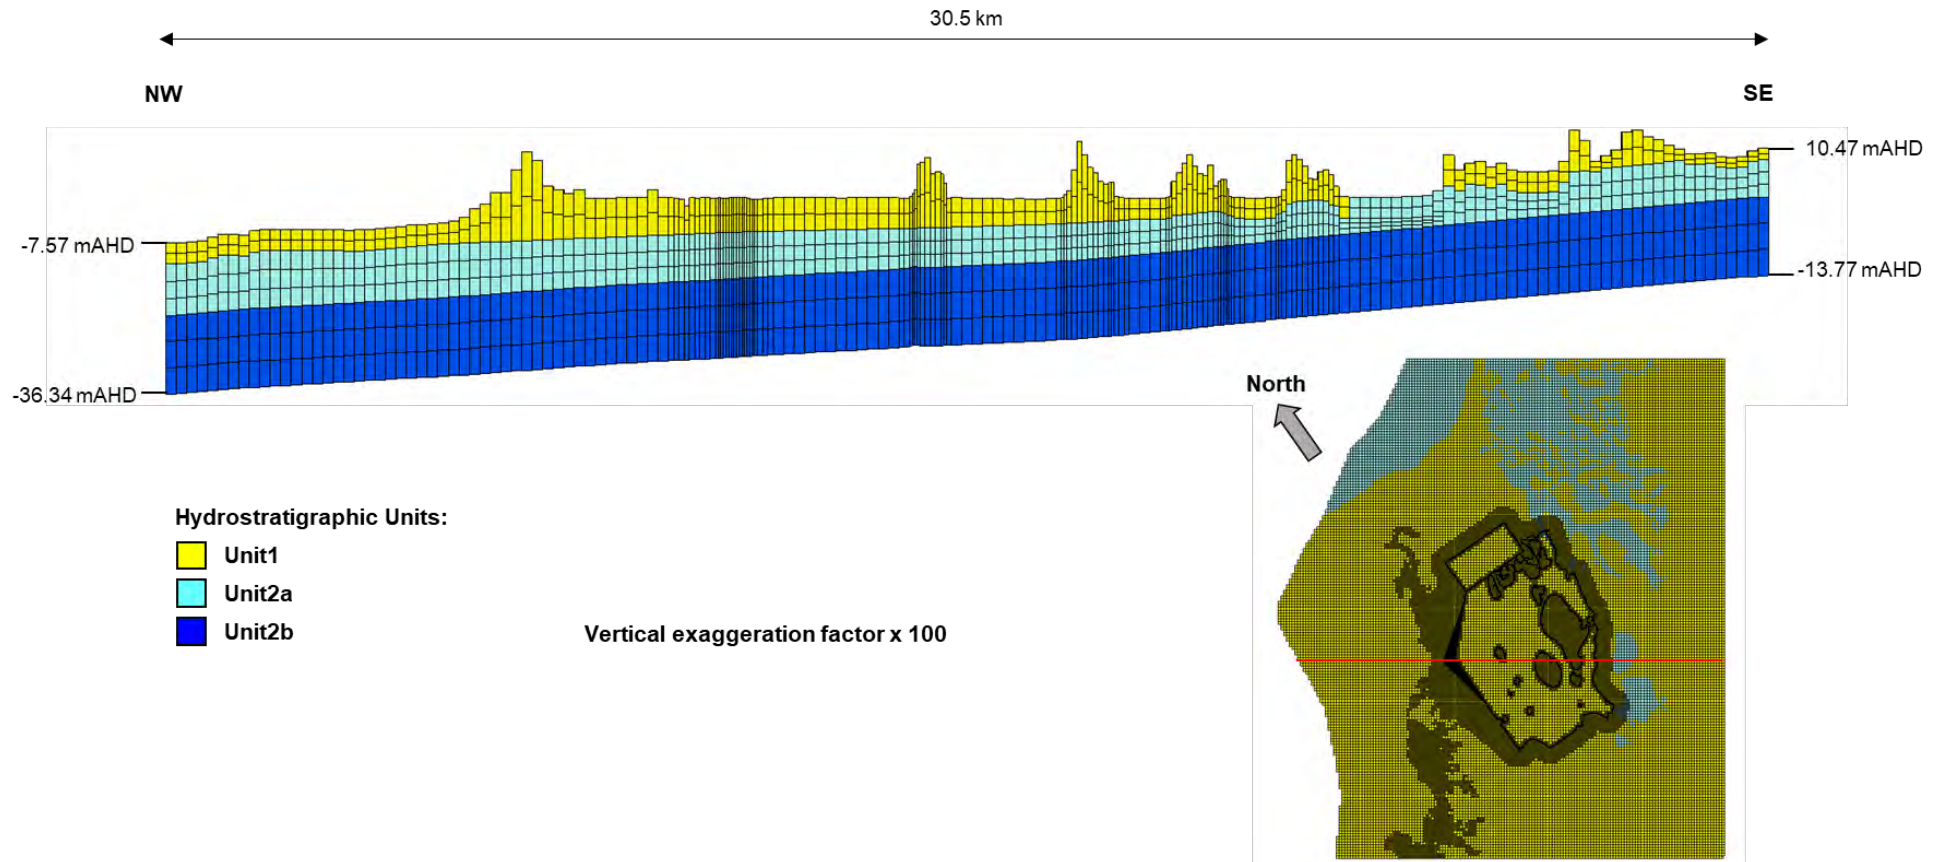 30.5 km
NW
SE
10.47 mAHD
-7.57 mAHD
-13.77 mAHD
-36.34 mAHD
North
Hydrostratigraphic Units:
Unit1
Unit2a
Unit2b
Vertical exaggeration factor x 100